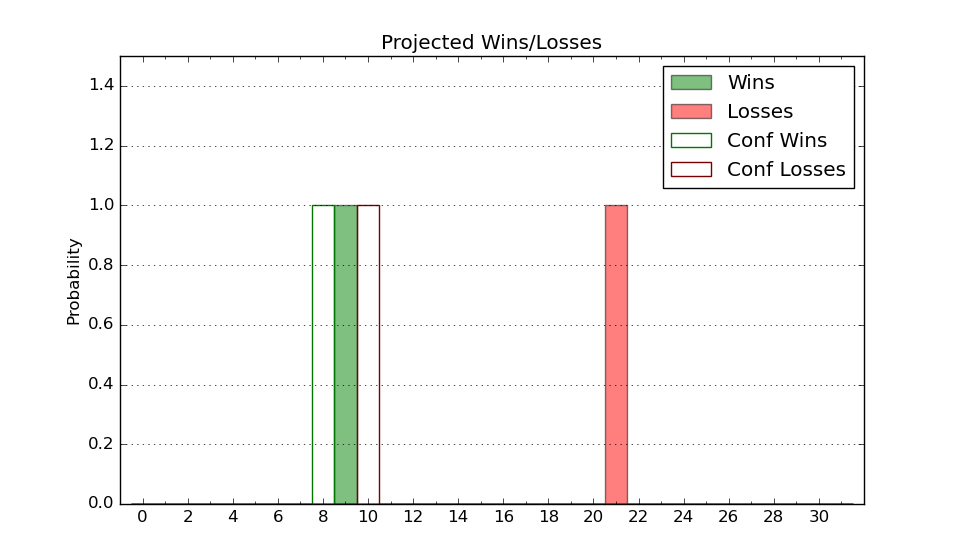 Projected Wins/Losses
Wins
Losses
Conf Wins
Conf Losses
Probability
1.4
1.2
1.0
0.8
0.6
0.4
0.2
0.0
0 2 4 6 8 10 12 14 16 18 20 22 24 26 28 30